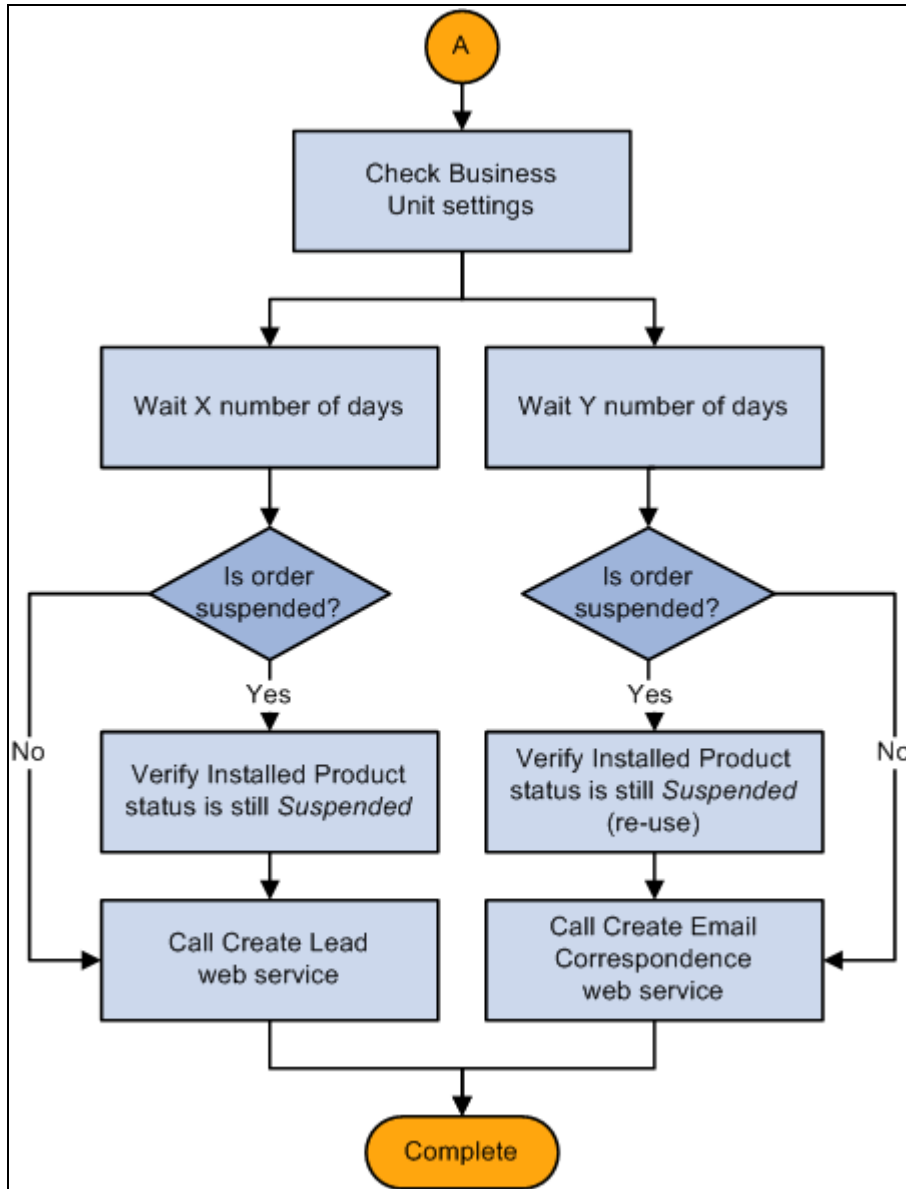 A
Check Business
Unit settings
Wait X number of days
Wait Y number of days
Is order
suspended?
Is order
suspended?
Yes
Yes
No
No
Verify Installed Product
status is still Suspended
Verify Installed Product
status is still Suspended
(re-use)
Call Create Lead
web service
Call Create Email
Correspondence
web service
Complete